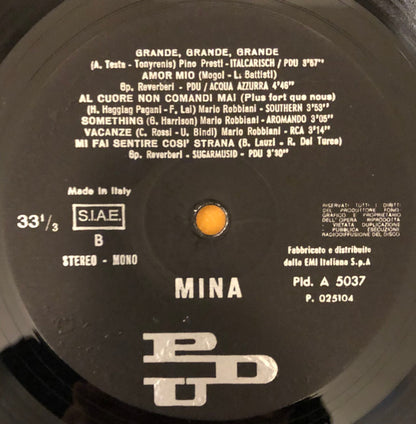 GRANDE, GRANDE, GRANDE
(A. Testa - Tonyrenis) Pino Presti - ITALCARISCH / PDU 3'57"
AMOR MIO (Mogol - L. Battisti)
Gp. Reverberi - PDU / ACQUA AZZURRA 4'46"
AL CUORE NON COMANDI MAI (Plus fort que nous)
(H. Haggiag Pagani - F. Lai) Mario Robbiani - SOUTHERN 3'53"
SOMETHING (G. Harrison) Mario Robbiani - AROMANDO 3'05"
VACANZE (C. Rossi - U. Bindi) Mario Robbiani - RCA 3'14"
MI FAI SENTIRE COSI' STRANA (B. Lauzi - R. Del Turco)
Gp. Reverberi - SUGARMUSIC - PDU 3'30"
Made in Italy
33 1/3
S.I.A.E.
B
STEREO - MONO
RISERVATI TUTTI I DIRITTI
DEL PRODUTTORE FONO-
GRAFICO E PROPRIETARIO
DELL'OPERA RIPRODOTTA
VIETATA DUPLICAZIONE
- PUBBLICA ESECUZIONE
RADIODIFFUSIONE DEL DISCO
Fabbricato e distribuito
dalla EMI Italiana S.p.A
MINA
Pld. A 5037
P. 025104
PDU